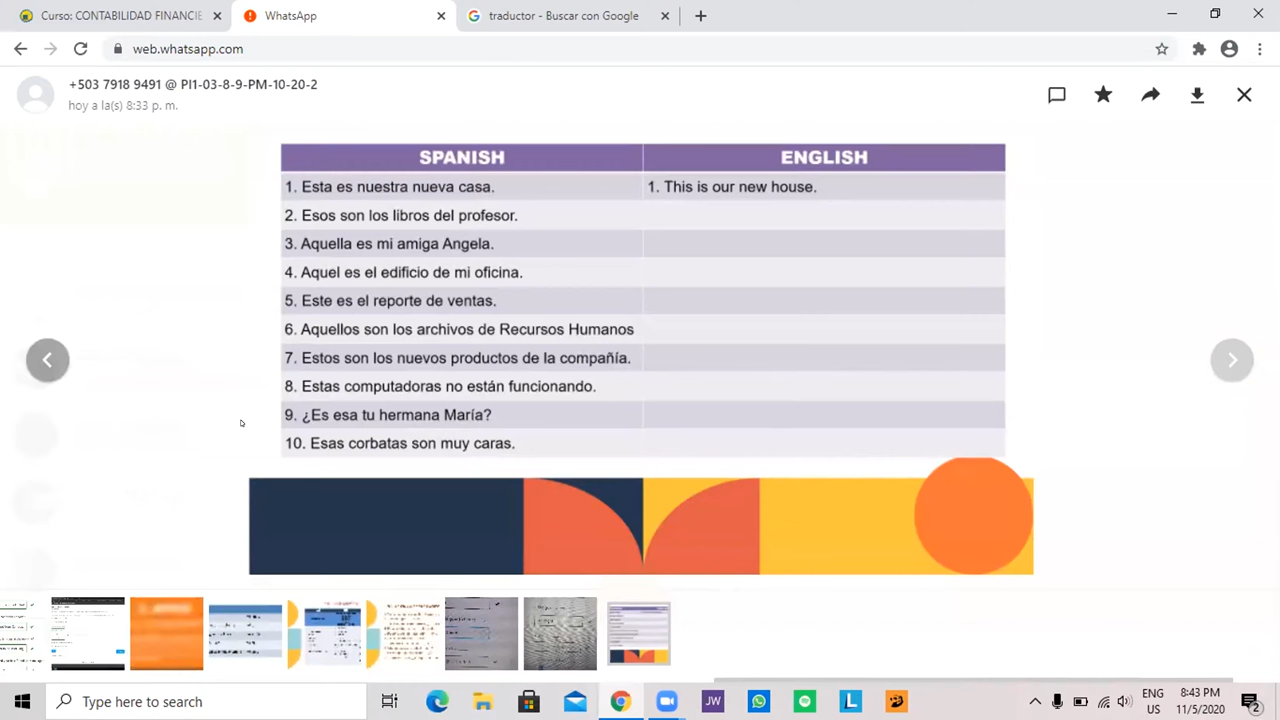 Curso: CONTABILIDAD FINANCIE
WhatsApp
traductor - Buscar con Google
web.whatsapp.com
+503 7918 9491 @ PI1-03-8-9-PM-10-20-2
hoy a la(s) 8:33 p. m.
SPANISH ENGLISH
1. Esta es nuestra nueva casa. 1. This is our new house.
2. Esos son los libros del profesor.
3. Aquella es mi amiga Angela.
4. Aquel es el edificio de mi oficina.
5. Este es el reporte de ventas.
6. Aquellos son los archivos de Recursos Humanos
7. Estos son los nuevos productos de la compañía.
8. Estas computadoras no están funcionando.
9. ¿Es esa tu hermana María?
10. Esas corbatas son muy caras.
Type here to search
JW
L
ENG
US
8:43 PM
11/5/2020
2